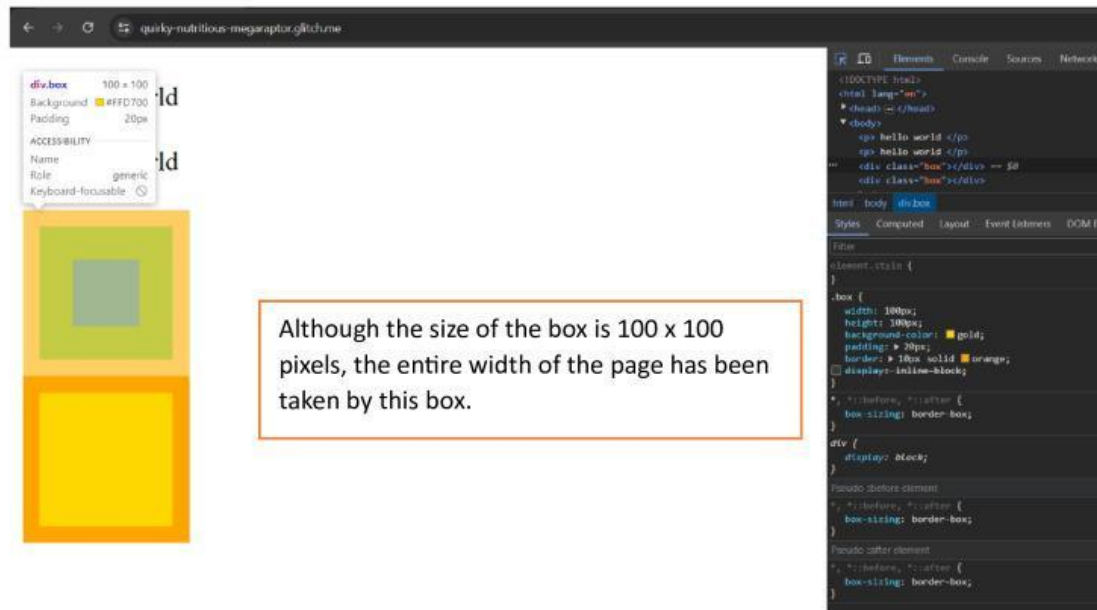 quirky-nutritious-megaraptor.glitch.me
div.box 100 × 100
Background #FFD700
Padding 20px
ACCESSIBILITY
Name
Role generic
Keyboard-focusable
rld
rld
Although the size of the box is 100 x 100
pixels, the entire width of the page has been
taken by this box.
Elements Console Sources Network
<!DOCTYPE html>
<html lang="en">
<head> </head>
<body>
<p> hello world </p>
<p> hello world </p>
<div class="box"></div> == $0
<div class="box"></div>
html body div.box
Styles Computed Layout Event Listeners DOM
Filter
element.style {
}
.box {
width: 100px;
height: 100px;
background-color: gold;
padding: 20px;
border: 10px solid orange;
display: inline-block;
}
*, *::before, *::after {
box-sizing: border-box;
}
div {
display: block;
}
Pseudo ::before element
*, *::before, *::after {
box-sizing: border-box;
}
Pseudo ::after element
*, *::before, *::after {
box-sizing: border-box;
}